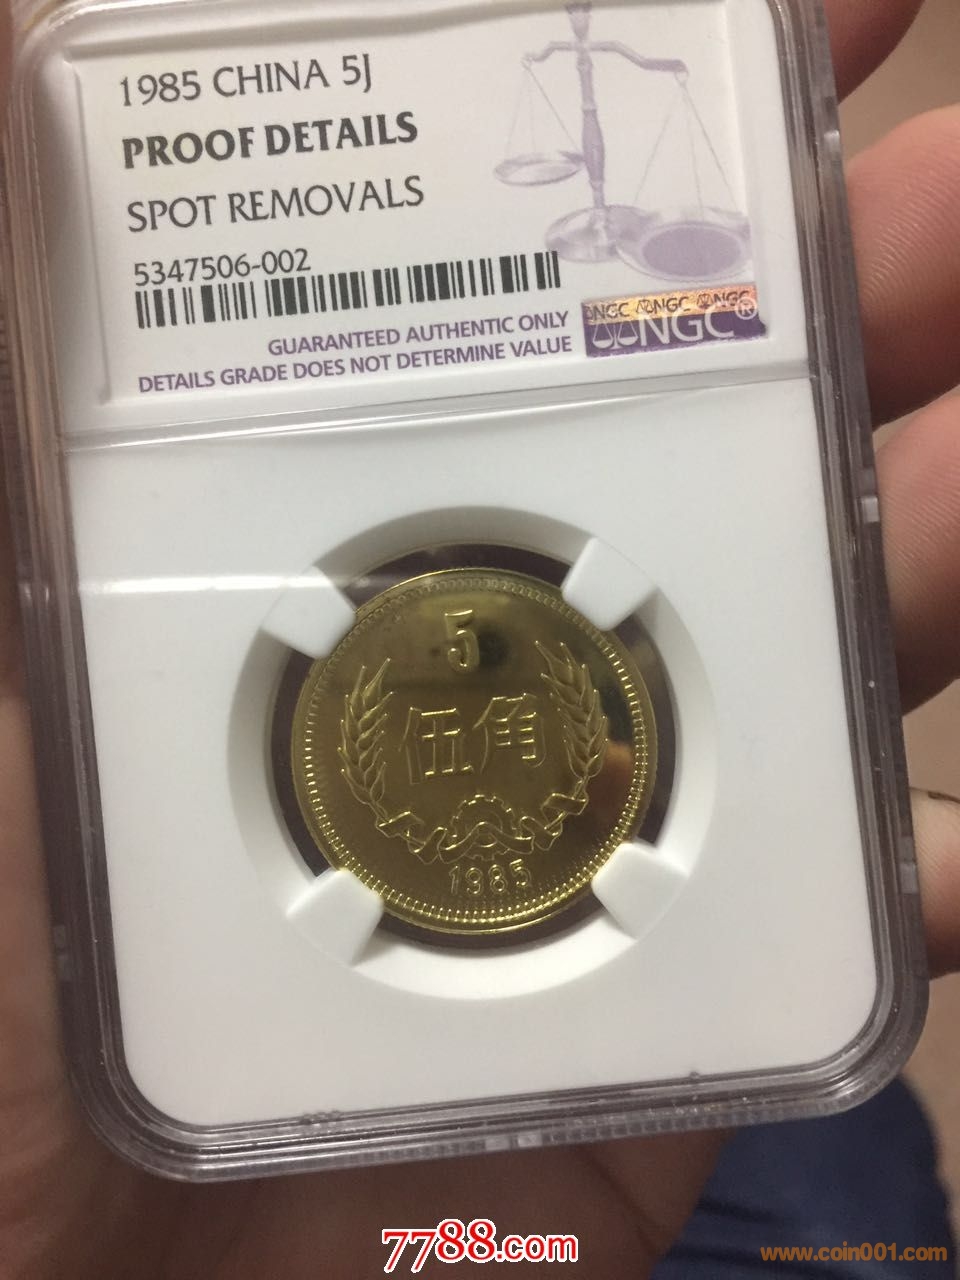 1985 CHINA 5J
PROOF DETAILS
SPOT REMOVALS
5347506-002
GUARANTEED AUTHENTIC ONLY
DETAILS GRADE DOES NOT DETERMINE VALUE
NGC NGC NGC
NGC®
5
伍角
1985
7788.com
www.coin001.com